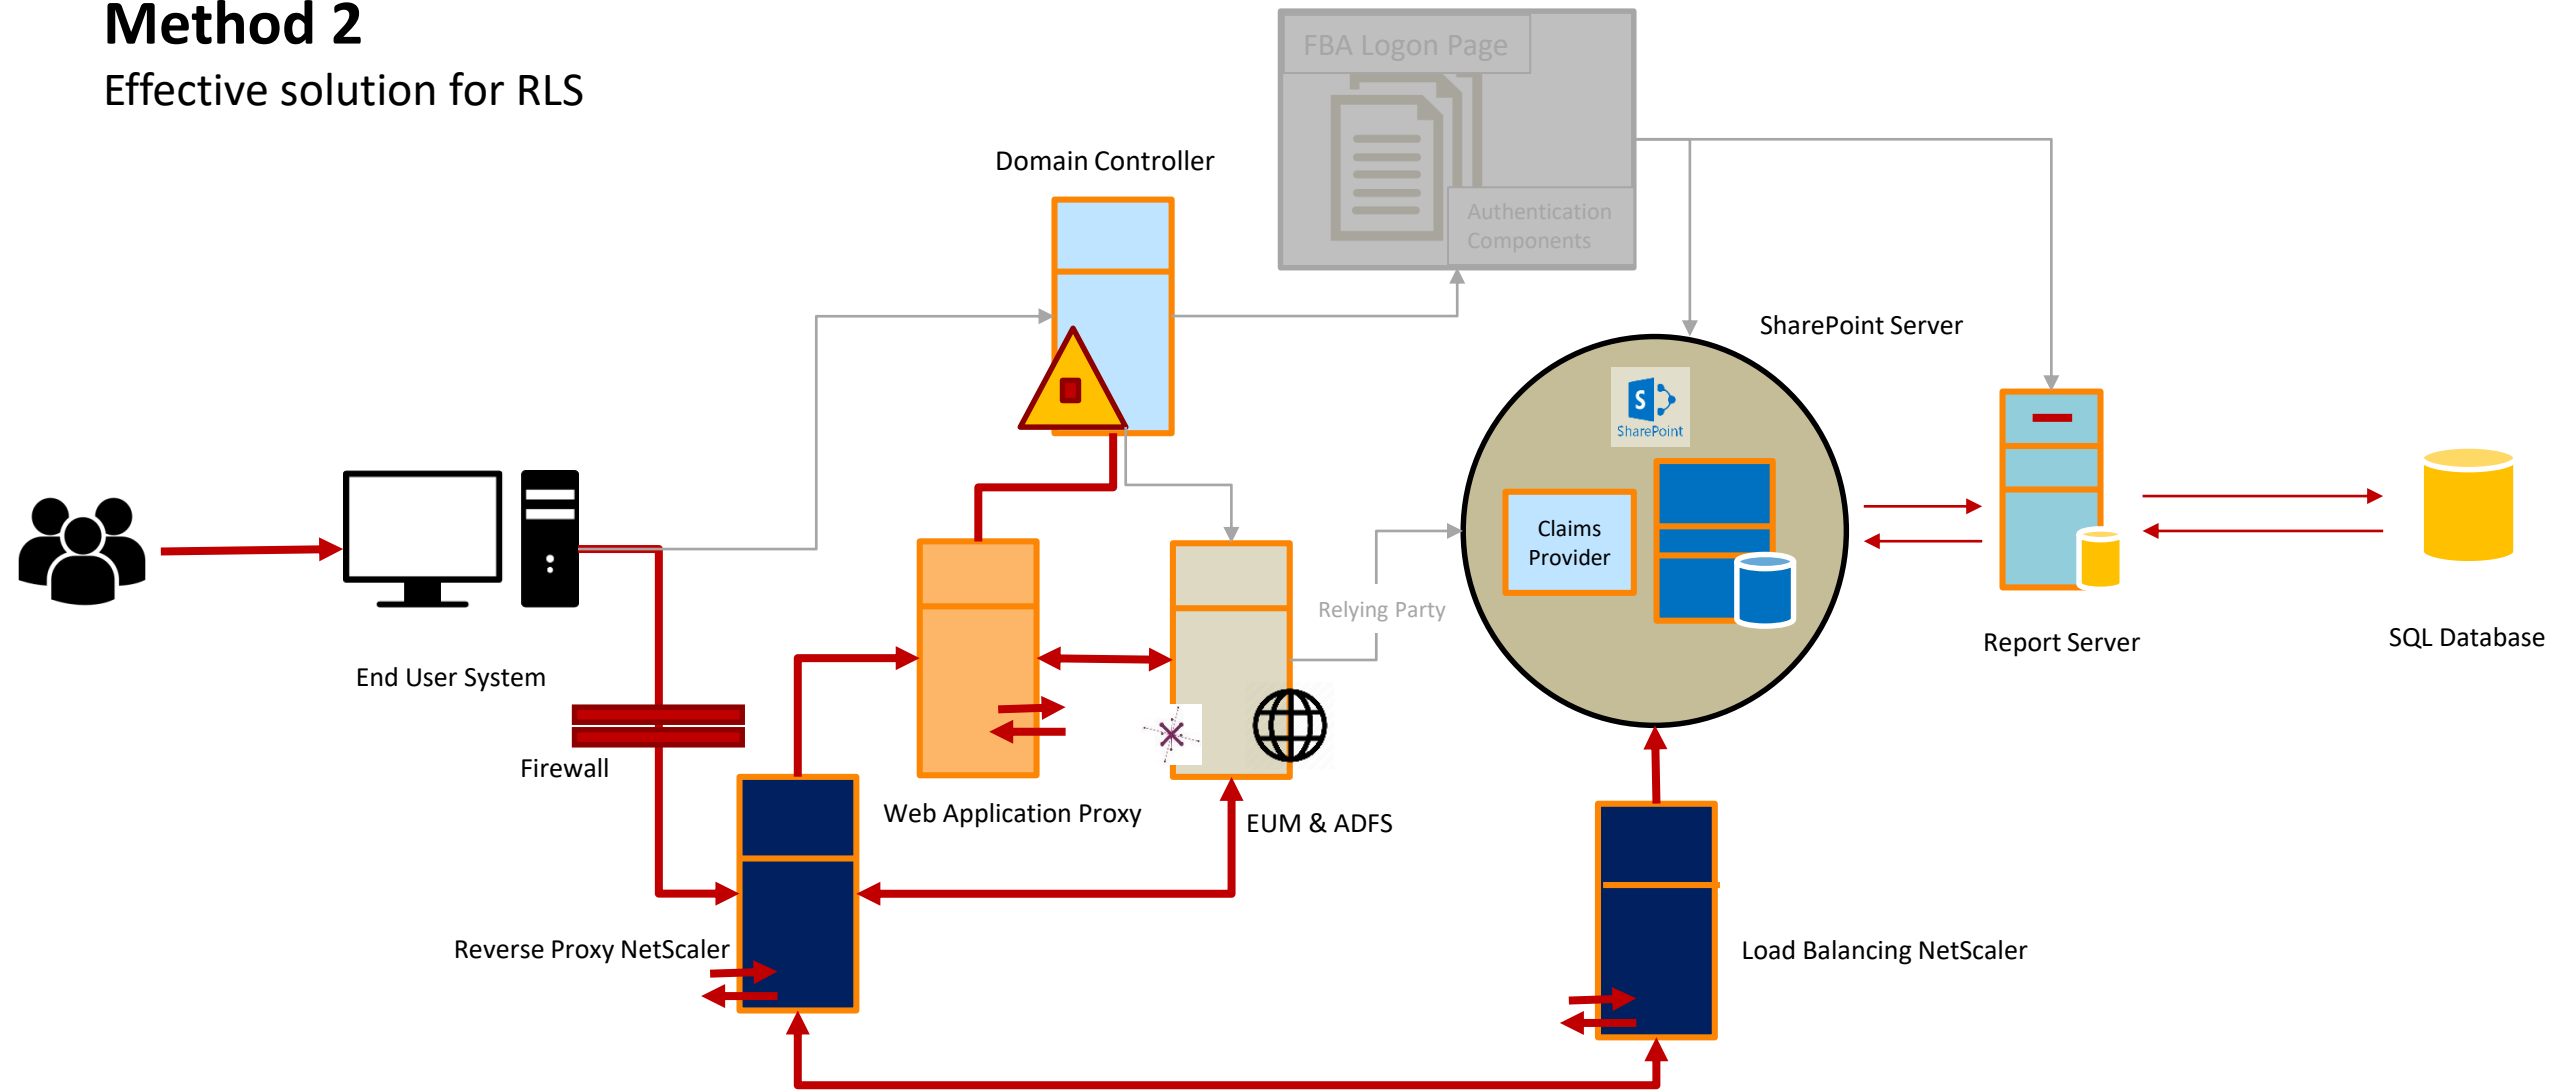 Method 2
Effective solution for RLS
FBA Logon Page
Authentication
Components
Domain Controller
SharePoint Server
S
SharePoint
Claims
Provider
Relying Party
End User System
Report Server
SQL Database
Firewall
Web Application Proxy
EUM & ADFS
Reverse Proxy NetScaler
Load Balancing NetScaler